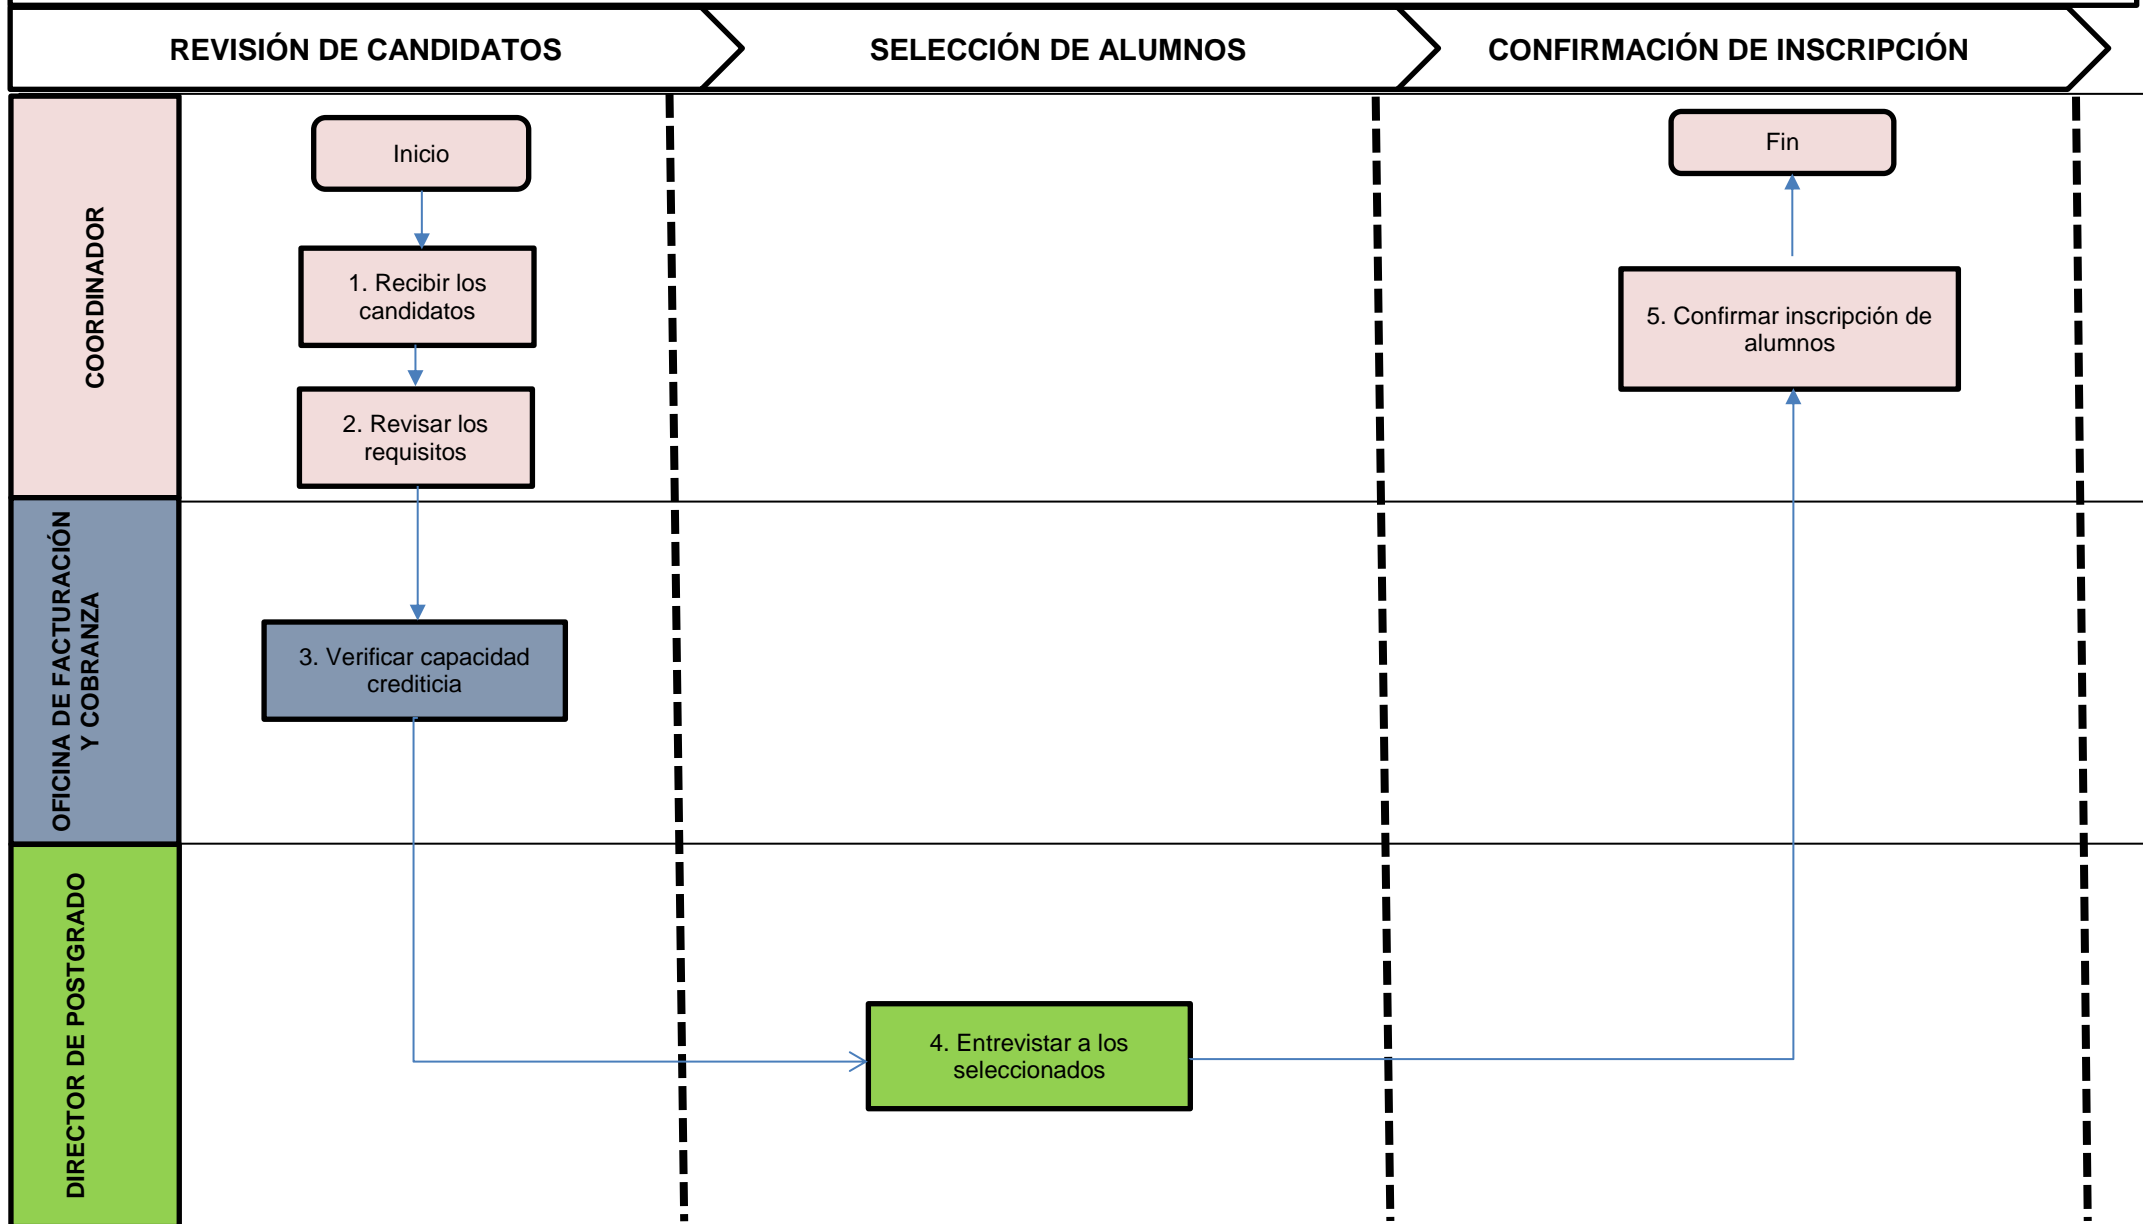 REVISIÓN DE CANDIDATOS
SELECCIÓN DE ALUMNOS
CONFIRMACIÓN DE INSCRIPCIÓN
COORDINADOR
Inicio
1. Recibir los
candidatos
2. Revisar los
requisitos
Fin
5. Confirmar inscripción de
alumnos
OFICINA DE FACTURACIÓN
Y COBRANZA
3. Verificar capacidad
crediticia
DIRECTOR DE POSTGRADO
4. Entrevistar a los
seleccionados